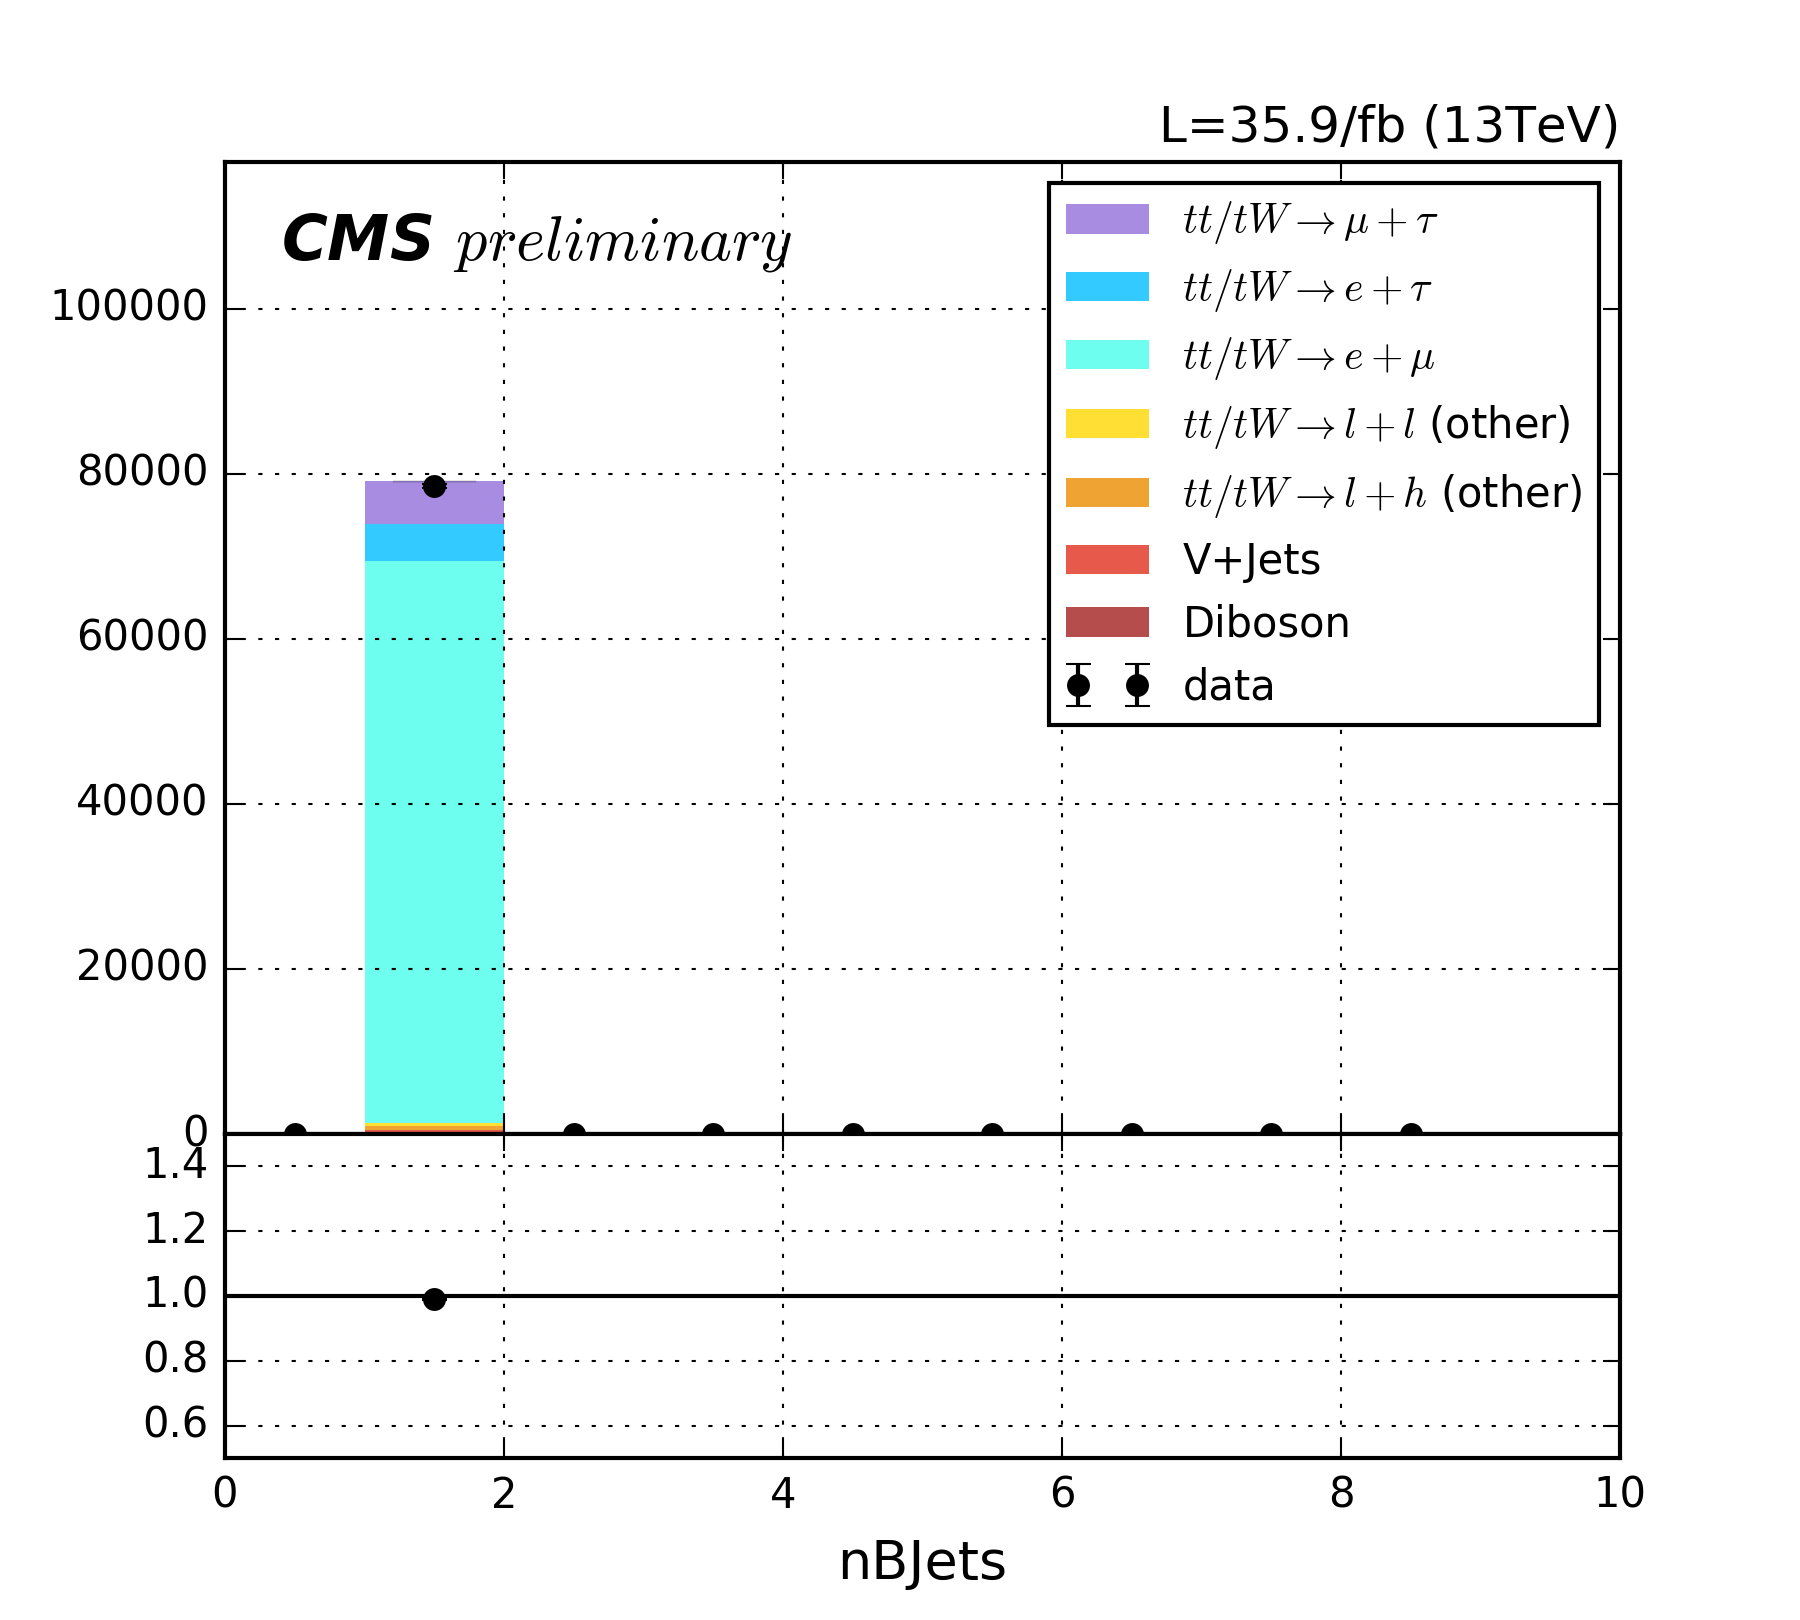 L=35.9/fb (13TeV)
CMS preliminary
tt/tW → μ + τ
tt/tW → e + τ
tt/tW → e + μ
tt/tW → l + l (other)
tt/tW → l + h (other)
V+Jets
Diboson
data
100000
80000
60000
40000
20000
0
1.4
1.2
1.0
0.8
0.6
0 2 4 6 8 10
nBJets